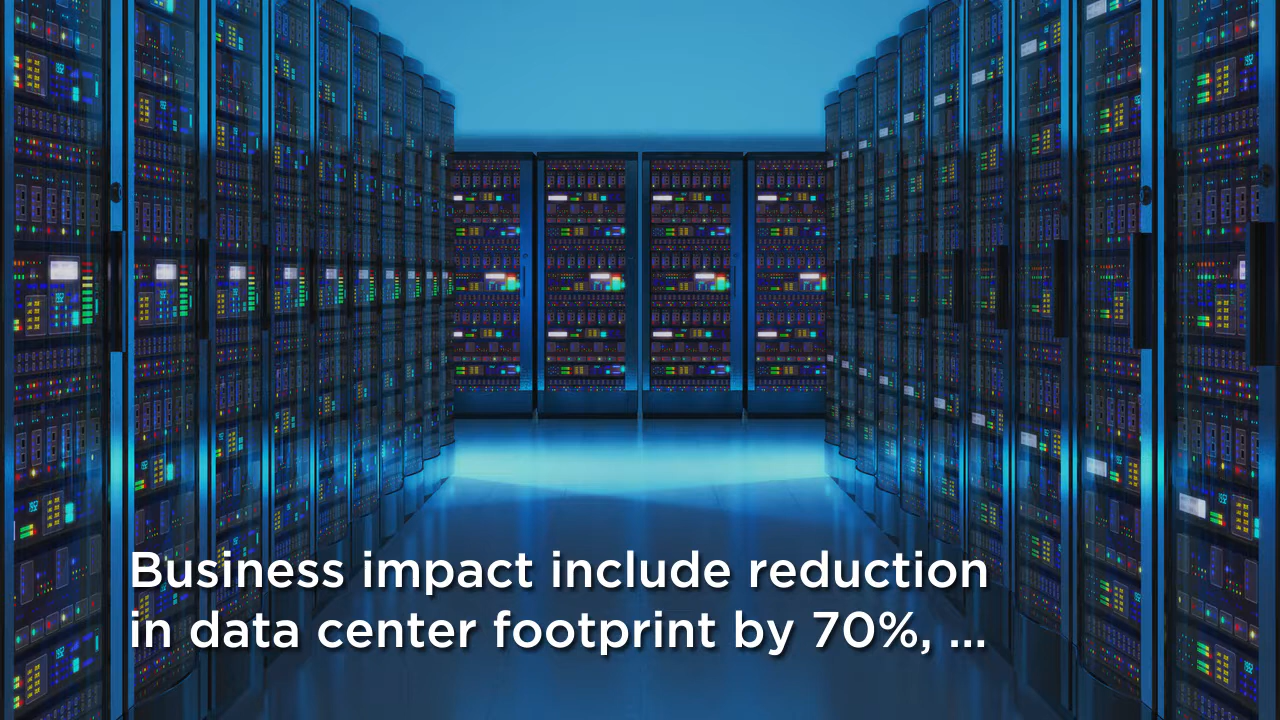 Business impact include reduction
in data center footprint by 70%, ...